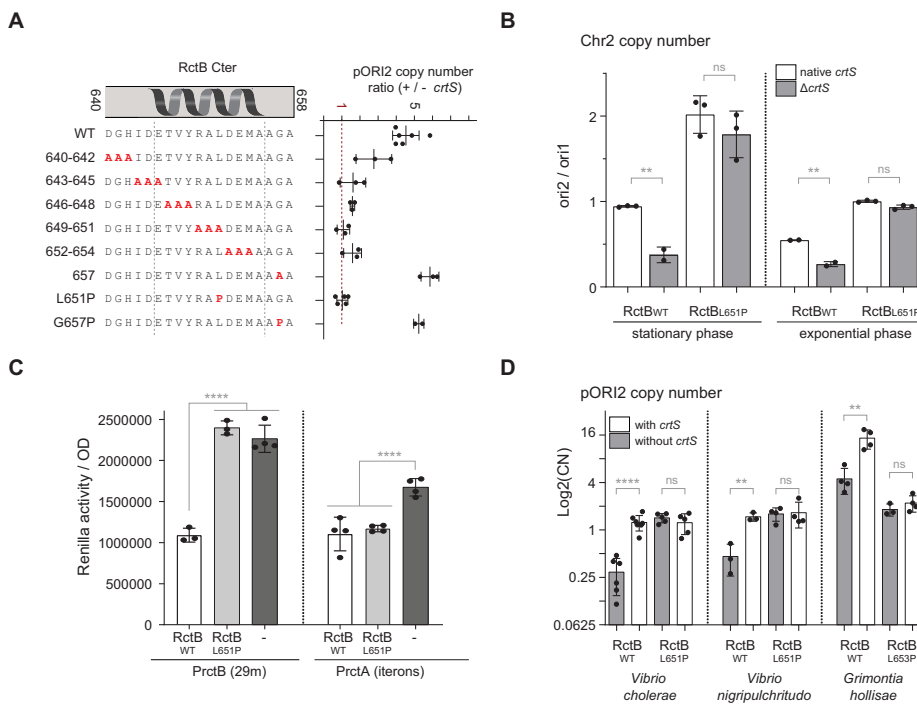 A
RctB Cter
640
658
pORI2 copy number
ratio (+ / - crtS)
1
5
WT DGHIDETVYRALDEMAAGA
640-642 AAAIDETVYRALDEMAAGA
643-645 DGHAAATVYRALDEMAAGA
646-648 DGHIDEAAARALDEMAAGA
649-651 DGHIDETVYAAADEMAAGA
652-654 DGHIDETVYRALAAAAAGA
657 DGHIDETVYRALDEMAAAA
L651P DGHIDETVYRAPDEMAAGA
G657P DGHIDETVYRALDEMAAPA
B
Chr2 copy number
native crtS
ΔcrtS
ori2 / ori1
2
1
0
** ns ** ns
RctBWT RctBL651P RctBWT RctBL651P
stationary phase exponential phase
C
Renilla activity / OD
2500000
2000000
1500000
1000000
500000
0
**** ****
RctB RctB - RctB RctB -
WT L651P WT L651P
PrctB (29m) PrctA (iterons)
D
pORI2 copy number
with crtS
without crtS
Log2(CN)
16
4
1
0.25
0.0625
**** ns ** ns ** ns
RctB RctB RctB RctB RctB RctB
WT L651P WT L651P WT L653P
Vibrio Vibrio Grimontia
cholerae nigripulchritudo hollisae